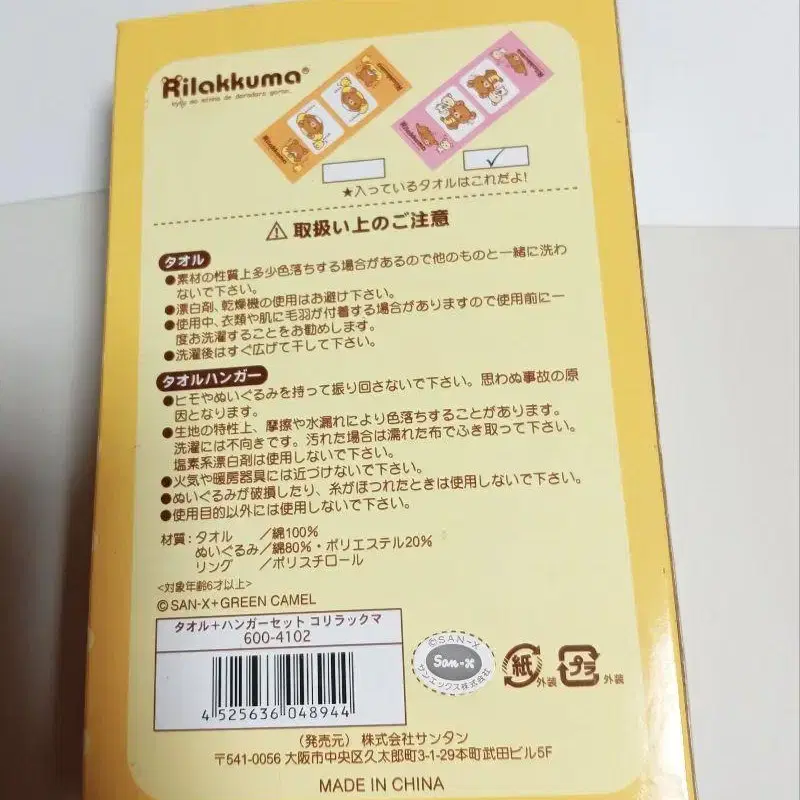 Rilakkuma®
★入っているタオルはこれだよ!
⚠ 取扱い上のご注意
タオル
●素材の性質上多少色落ちする場合があるので他のものと一緒に洗わ
ないで下さい。
●漂白剤、乾燥機の使用はお避け下さい。
●使用中、衣類や肌に毛羽が付着する場合がありますので使用前に一
度お洗濯することをお勧めします。
●洗濯後はすぐ広げて干して下さい。
タオルハンガー
●ヒモやぬいぐるみを持って振り回さないで下さい。思わぬ事故の原
因となります。
●生地の特性上、摩擦や水漏れにより色落ちすることがあります。
洗濯には不向きです。汚れた場合は濡れた布でふき取って下さい。
塩素系漂白剤は使用しないで下さい。
●火気や暖房器具には近づけないで下さい。
●ぬいぐるみが破損したり、糸がほつれたときは使用しないで下さい。
●使用目的以外には使用しないで下さい。
材質:タオル /綿100%
ぬいぐるみ/綿80%・ポリエステル20%
リング /ポリスチロール
<対象年齢6才以上>
©SAN-X+GREEN CAMEL
タオル+ハンガーセット コリラックマ
600-4102
4 525636 048944
©SAN-X
San-x
サンエックス株式会社
紙 外装
プラ 外装
(発売元) 株式会社サンタン
〒541-0056 大阪市中央区久太郎町3-1-29本町武田ビル5F
MADE IN CHINA